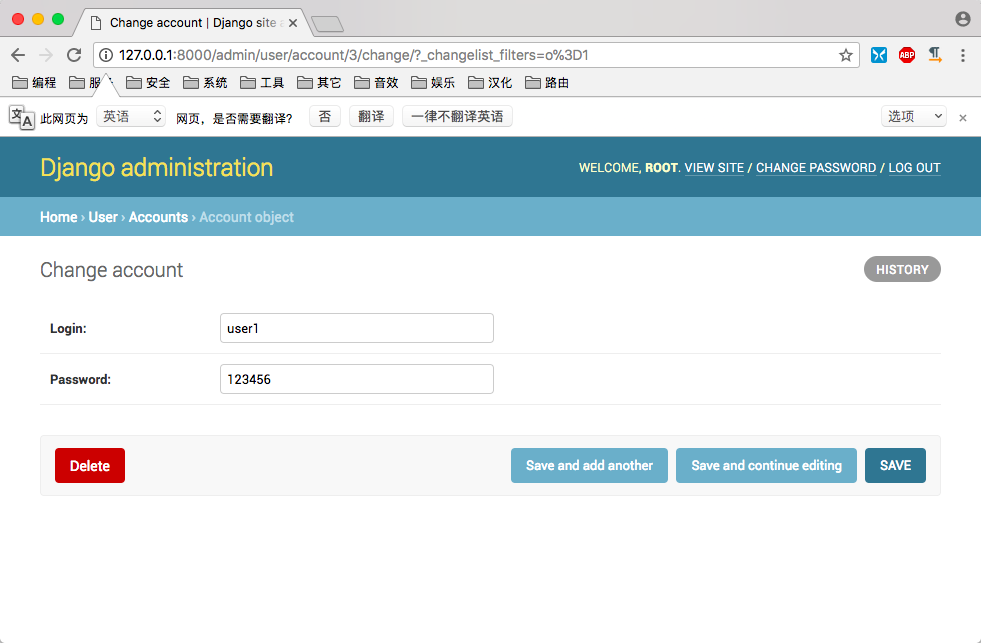 Change account | Django site a
127.0.0.1:8000/admin/user/account/3/change/?_changelist_filters=o%3D1
ABP
编程 服 安全 系统 工具 其它 音效 娱乐 汉化 路由
文A 此网页为 英语 网页，是否需要翻译? 否 翻译 一律不翻译英语 选项
Django administration
WELCOME, ROOT. VIEW SITE / CHANGE PASSWORD / LOG OUT
Home › User › Accounts › Account object
Change account
HISTORY
Login: user1
Password: 123456
Delete Save and add another Save and continue editing SAVE